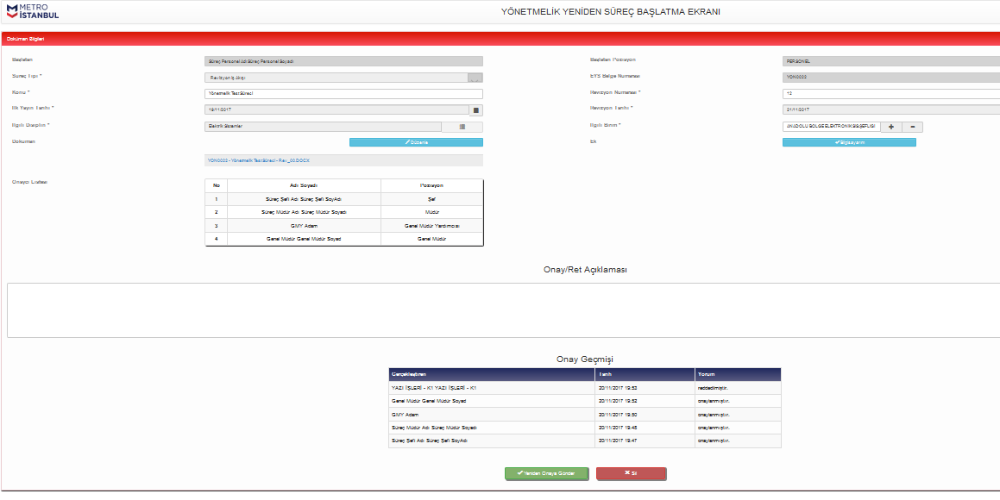 METRO
İSTANBUL
YÖNETMELİK YENİDEN SÜREÇ BAŞLATMA EKRANI
Doküman Bilgileri
Başlatan
Süreç Personel Adı Süreç Personel Soyadı
Başlatan Pozisyon
PERSONEL
Süreç Tipi *
Revizyon İş Akışı
EYS Belge Numarası
YON0022
Konu *
Yönetmelik Test Süreci
Revizyon Numarası *
12
İlk Yayın Tarihi *
19/11/2017
Revizyon Tarihi *
21/11/2017
İlgili Disiplin *
Elektrik Sistemler
İlgili Birim *
ANADOLU BÖLGE ELEKTRONİK SİS.ŞEFLİĞİ
+
-
Doküman
Düzenle
Ek
Bilgisayarım
YON0022 - Yönetmelik Test Süreci - Rev_00.DOCX
Onaycı Listesi
No Adı Soyadı Pozisyon
1 Süreç Şefi Adı Süreç Şefi SoyAdı Şef
2 Süreç Müdür Adı Süreç Müdür Soyadı Müdür
3 GMY Adem Genel Müdür Yardımcısı
4 Genel Müdür Genel Müdür Soyad Genel Müdür
Onay/Ret Açıklaması
Onay Geçmişi
Gerçekleştiren Tarih Yorum
YAZI İŞLERİ - K1 YAZI İŞLERİ - K1 20/11/2017 19:53 reddedilmiştir.
Genel Müdür Genel Müdür Soyad 20/11/2017 19:52 onaylanmıştır.
GMY Adem 20/11/2017 19:50 onaylanmıştır.
Süreç Müdür Adı Süreç Müdür Soyadı 20/11/2017 19:48 onaylanmıştır.
Süreç Şefi Adı Süreç Şefi SoyAdı 20/11/2017 19:47 onaylanmıştır.
Yeniden Onaya Gönder
Sil